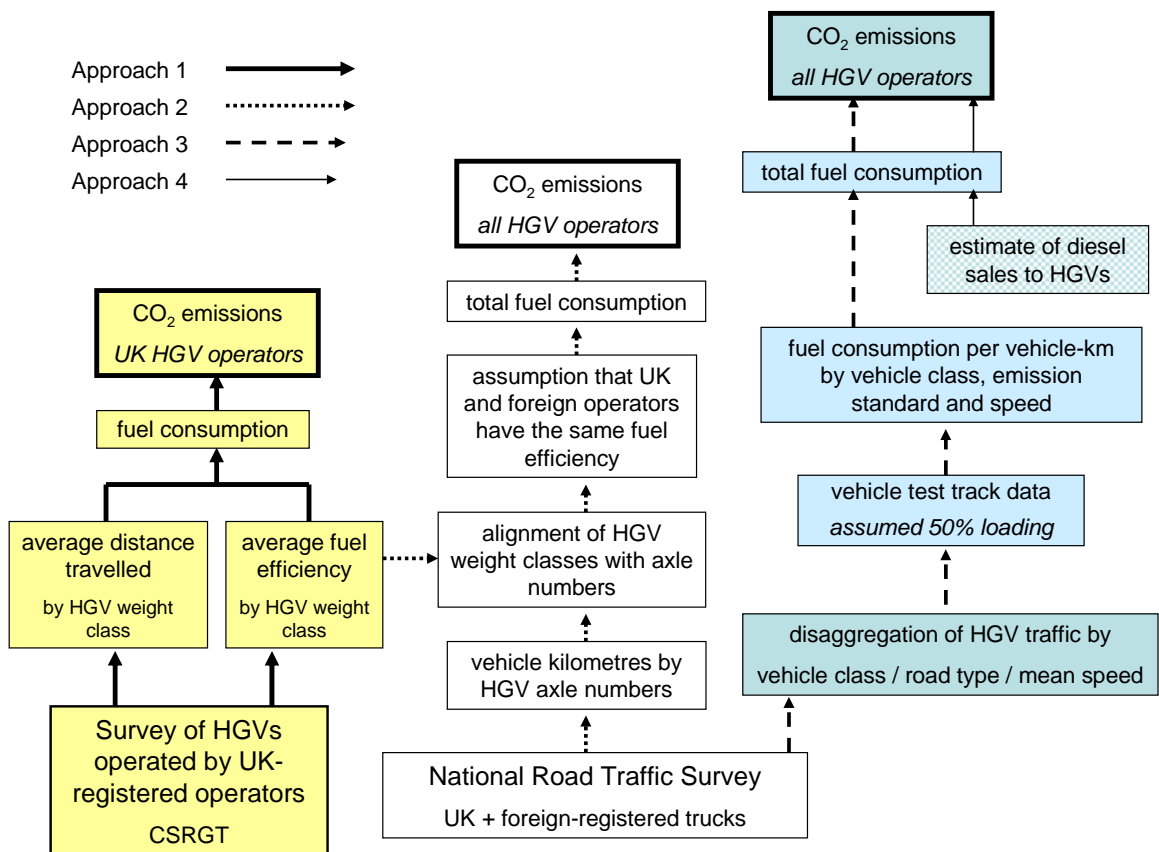 Approach 1
Approach 2
Approach 3
Approach 4
CO2 emissions
UK HGV operators
fuel consumption
average distance
travelled
by HGV weight
class
average fuel
efficiency
by HGV weight
class
Survey of HGVs
operated by UK-
registered operators
CSRGT
CO2 emissions
all HGV operators
total fuel consumption
assumption that UK
and foreign operators
have the same fuel
efficiency
alignment of HGV
weight classes with axle
numbers
vehicle kilometres by
HGV axle numbers
National Road Traffic Survey
UK + foreign-registered trucks
CO2 emissions
all HGV operators
total fuel consumption
estimate of diesel
sales to HGVs
fuel consumption per vehicle-km
by vehicle class, emission
standard and speed
vehicle test track data
assumed 50% loading
disaggregation of HGV traffic by
vehicle class / road type / mean speed